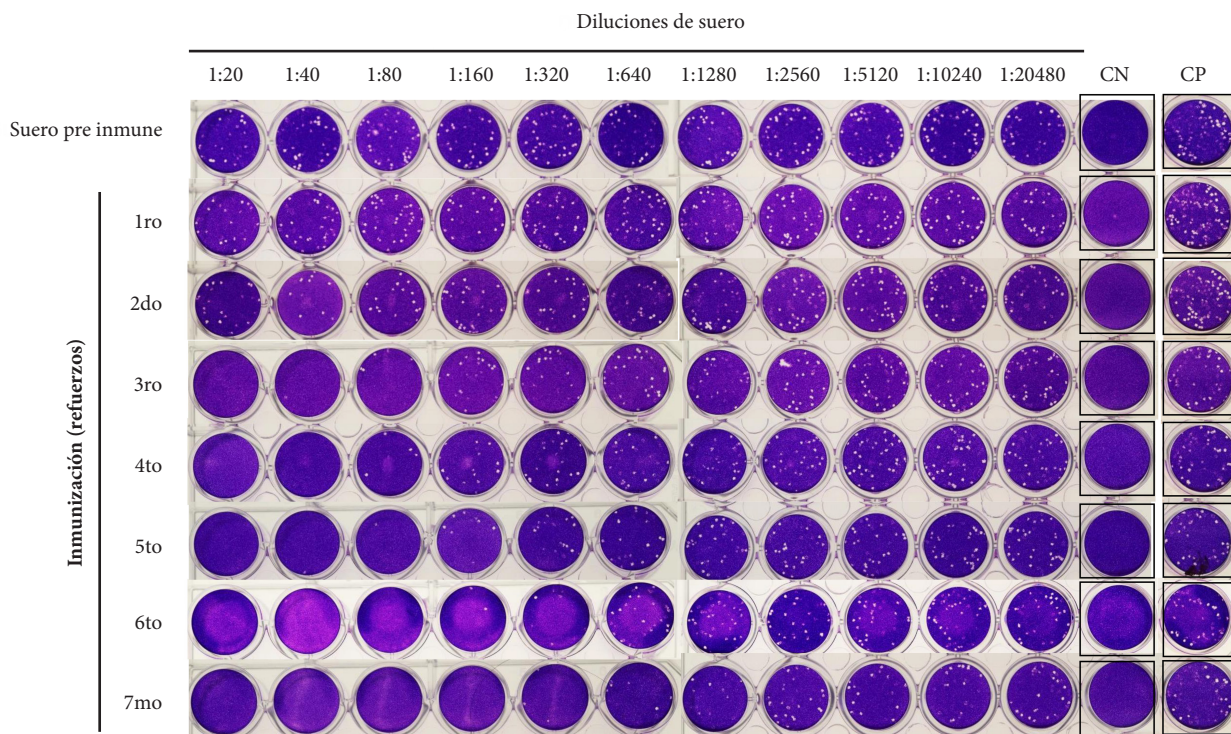 Diluciones de suero
1:20 1:40 1:80 1:160 1:320 1:640 1:1280 1:2560 1:5120 1:10240 1:20480 CN CP
Suero pre inmune
Inmunización (refuerzos)
1ro
2do
3ro
4to
5to
6to
7mo